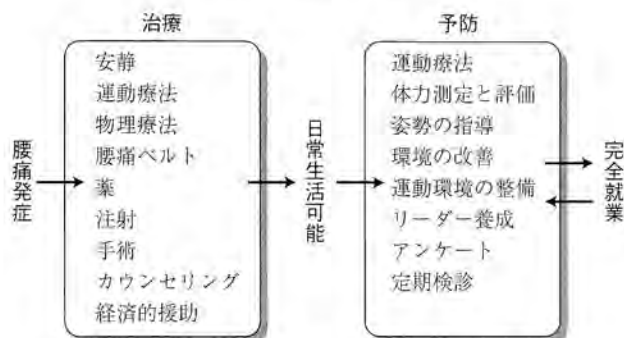 治療
腰痛発症
安静
運動療法
物理療法
腰痛ベルト
薬
注射
手術
カウンセリング
経済的援助
日常生活可能
予防
運動療法
体力測定と評価
姿勢の指導
環境の改善
運動環境の整備
リーダー養成
アンケート
定期検診
完全就業